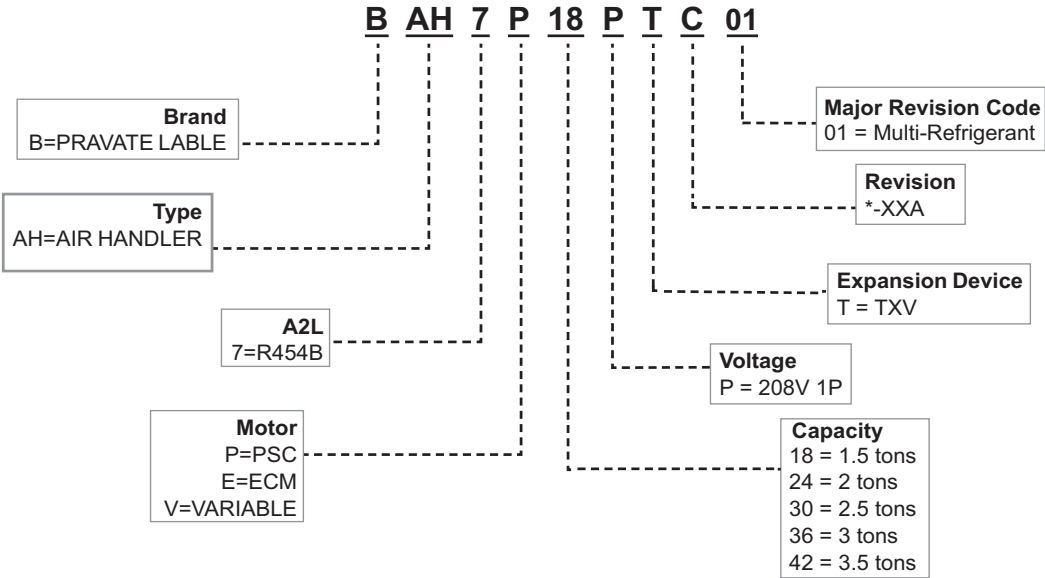 B AH 7 P 18 P T C 01
Brand
B=PRAVATE LABLE
Type
AH=AIR HANDLER
A2L
7=R454B
Motor
P=PSC
E=ECM
V=VARIABLE
Major Revision Code
01 = Multi-Refrigerant
Revision
*-XXA
Expansion Device
T = TXV
Voltage
P = 208V 1P
Capacity
18 = 1.5 tons
24 = 2 tons
30 = 2.5 tons
36 = 3 tons
42 = 3.5 tons